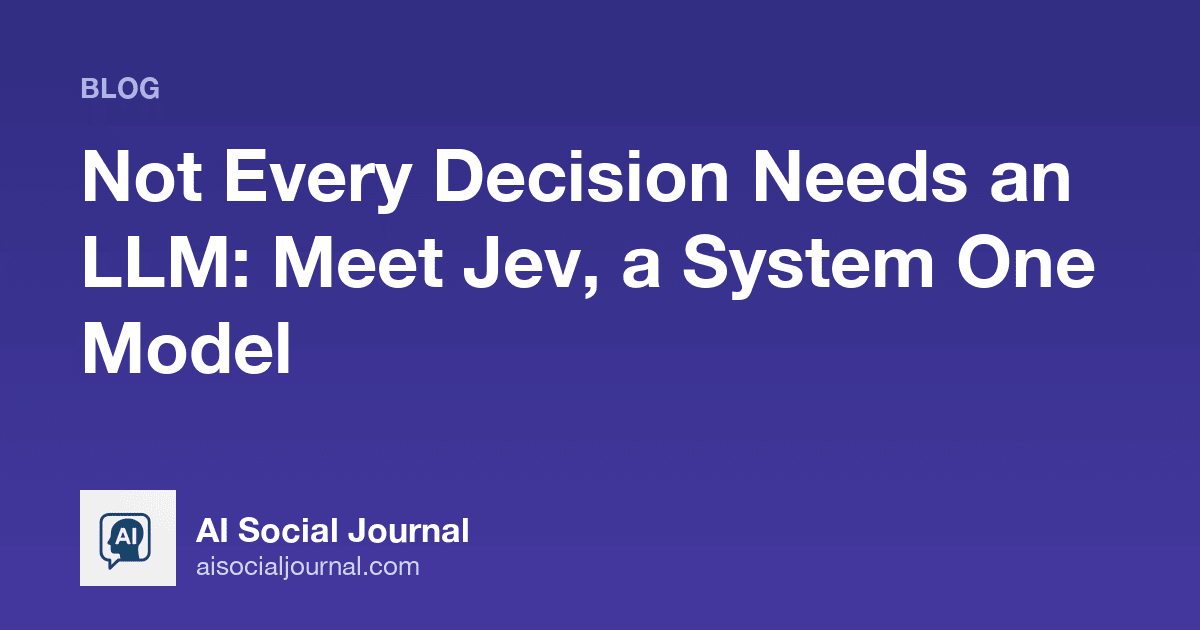 BLOG
Not Every Decision Needs an
LLM: Meet Jev, a System One
Model
AI
AI Social Journal
aisocialjournal.com